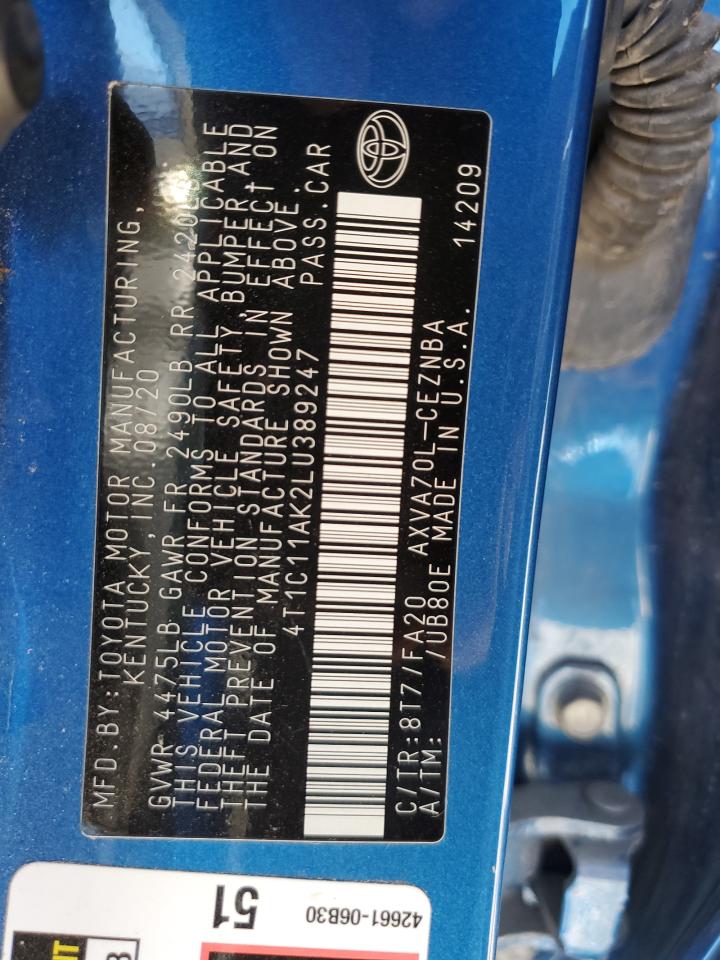 MFD.BY:TOYOTA MOTOR MANUFACTURING,
KENTUCKY,INC.08/20
GVWR 4475LB GAWR FR 2490LB RR 2420LB
THIS VEHICLE CONFORMS TO ALL APPLICABLE
FEDERAL MOTOR VEHICLE SAFETY,BUMPER,AND
THEFT PREVENTION STANDARDS IN EFFECT ON
THE DATE OF MANUFACTURE SHOWN ABOVE.
4T1C11AK2LU389247 PASS.CAR
C/TR:8T7/FA20 AXVA70L-CEZNBA 14209
A/TM: /UB80E MADE IN U.S.A.
51
42661-06B30